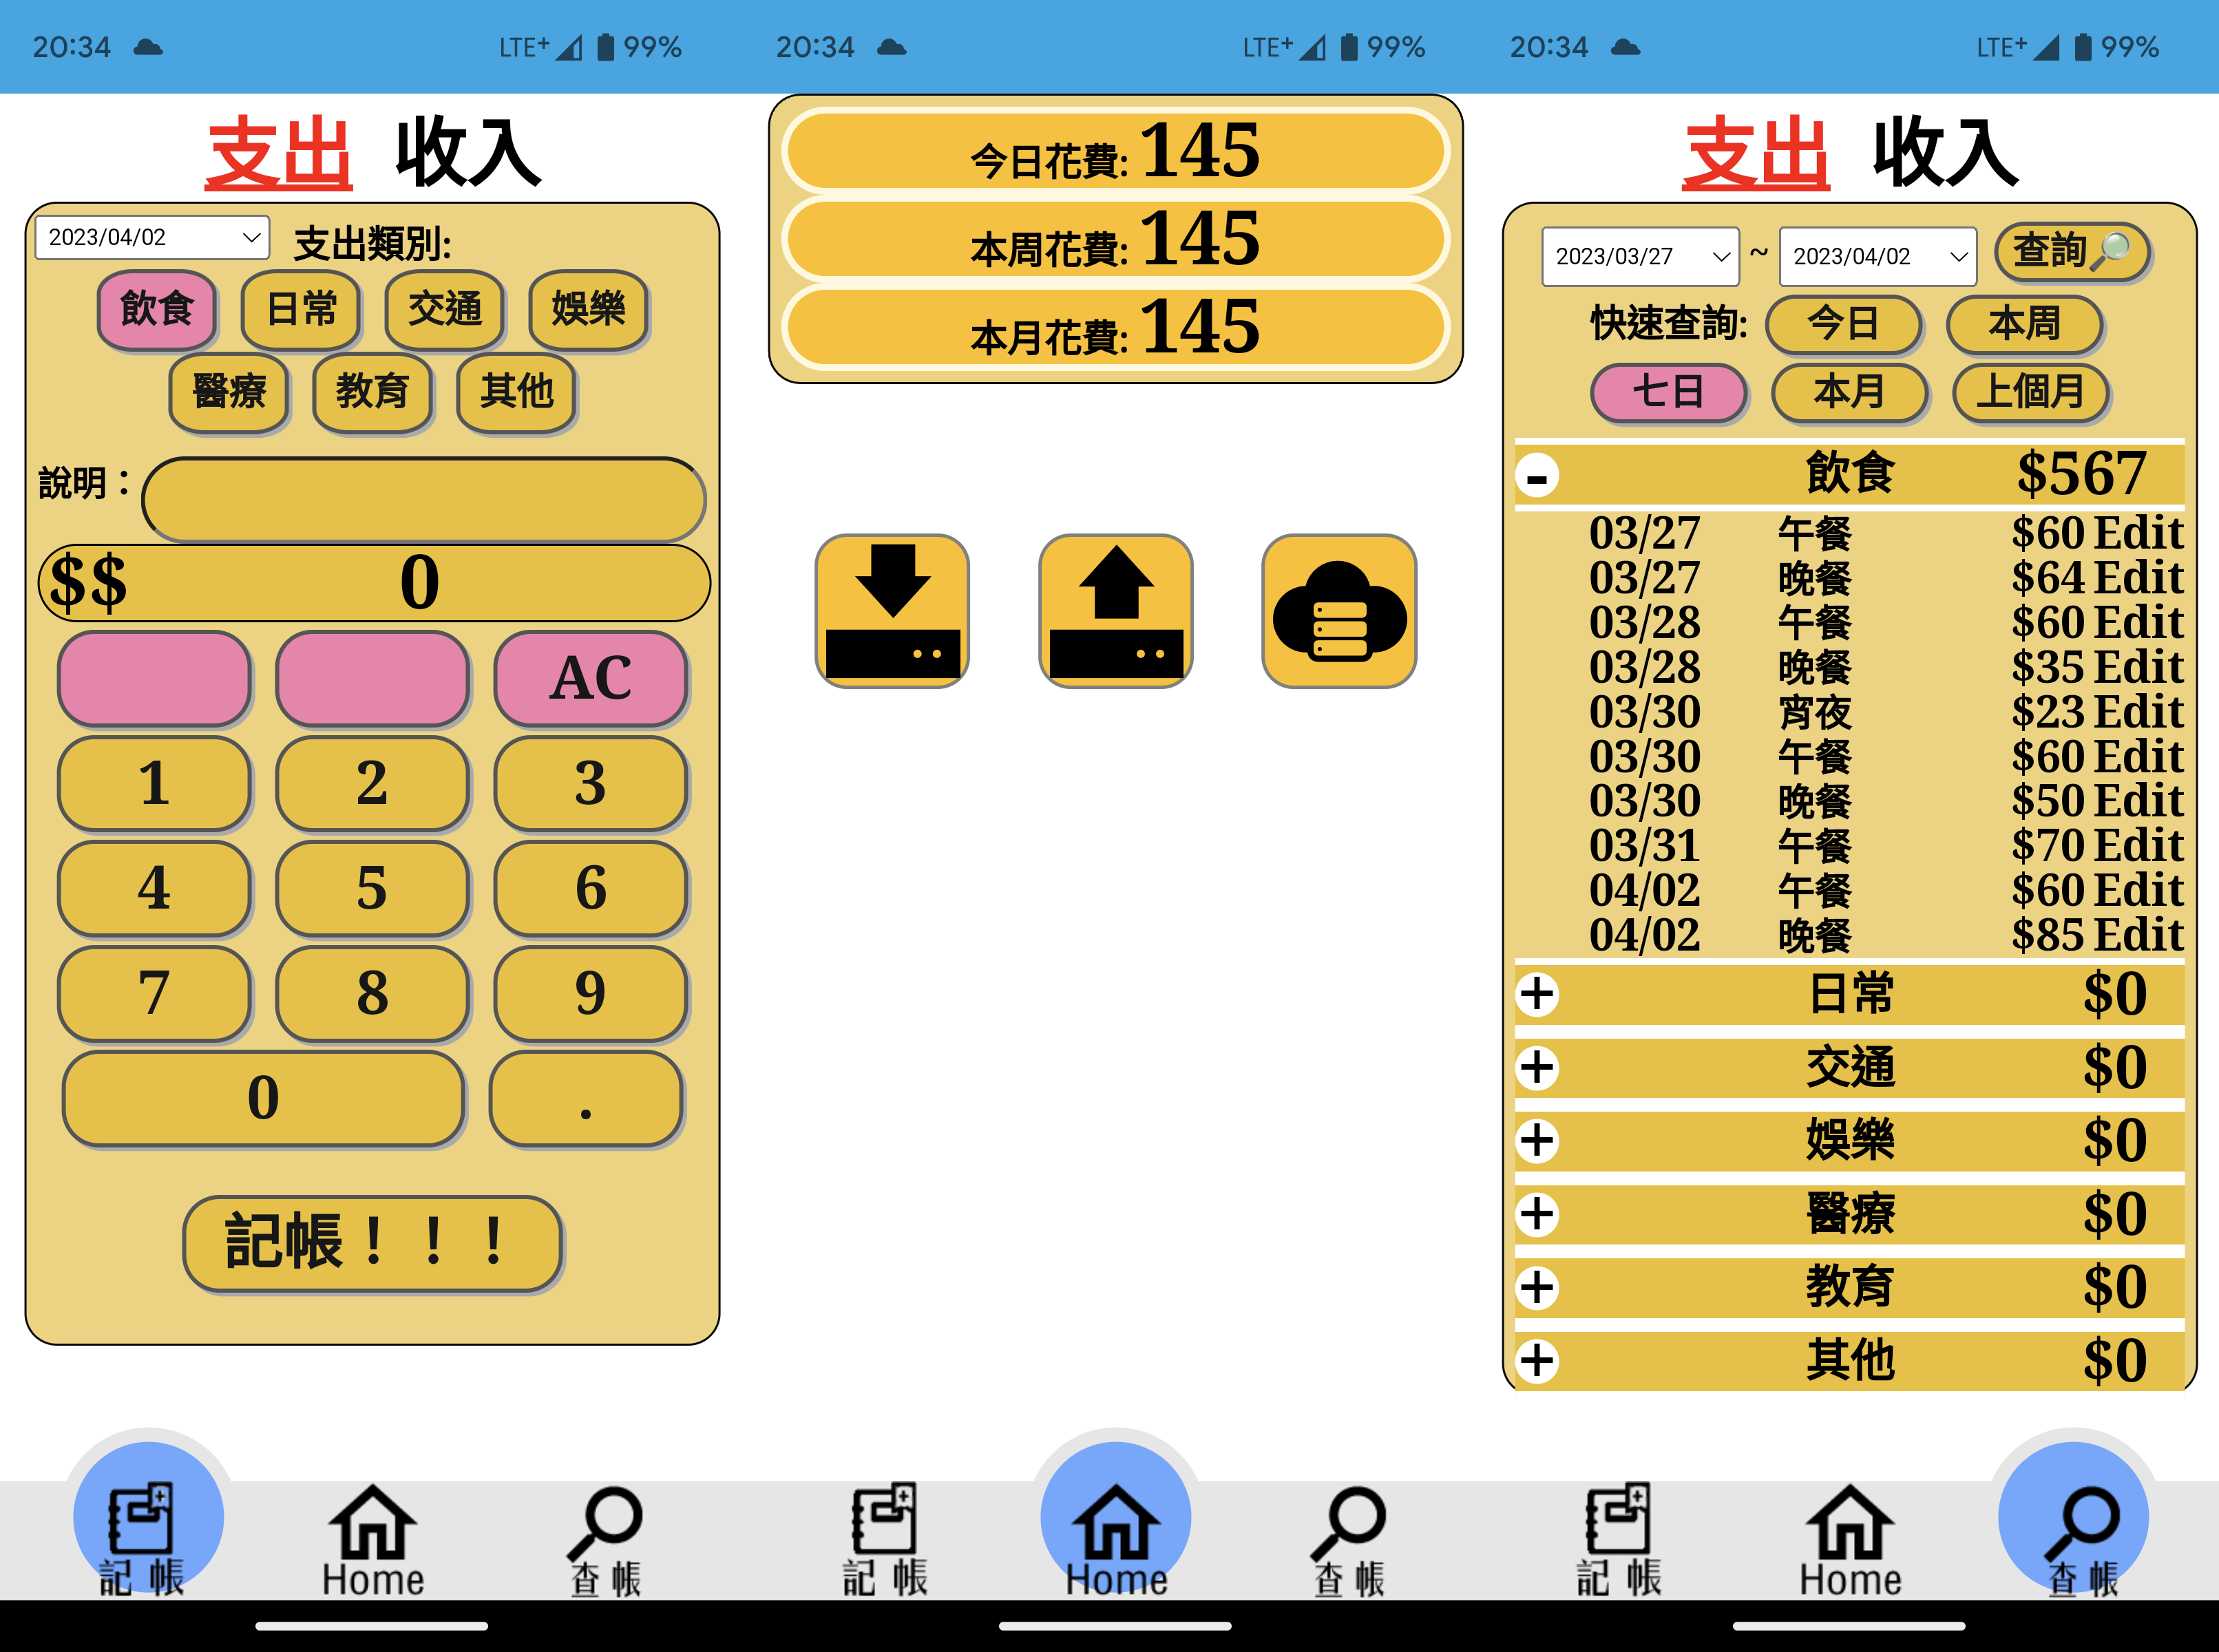 20:34 LTE+ 99%
支出 收入
2023/04/02 支出類別:
飲食 日常 交通 娛樂
醫療 教育 其他
說明：
$$ 0
AC
1 2 3
4 5 6
7 8 9
0 .
記帳！！！
記帳 Home 查帳
20:34 LTE+ 99%
今日花費: 145
本周花費: 145
本月花費: 145
記帳 Home 查帳
20:34 LTE+ 99%
支出 收入
2023/03/27 ~ 2023/04/02 查詢🔎
快速查詢: 今日 本周
七日 本月 上個月
- 飲食 $567
03/27 午餐 $60 Edit
03/27 晚餐 $64 Edit
03/28 午餐 $60 Edit
03/28 晚餐 $35 Edit
03/30 宵夜 $23 Edit
03/30 午餐 $60 Edit
03/30 晚餐 $50 Edit
03/31 午餐 $70 Edit
04/02 午餐 $60 Edit
04/02 晚餐 $85 Edit
+ 日常 $0
+ 交通 $0
+ 娛樂 $0
+ 醫療 $0
+ 教育 $0
+ 其他 $0
記帳 Home 查帳